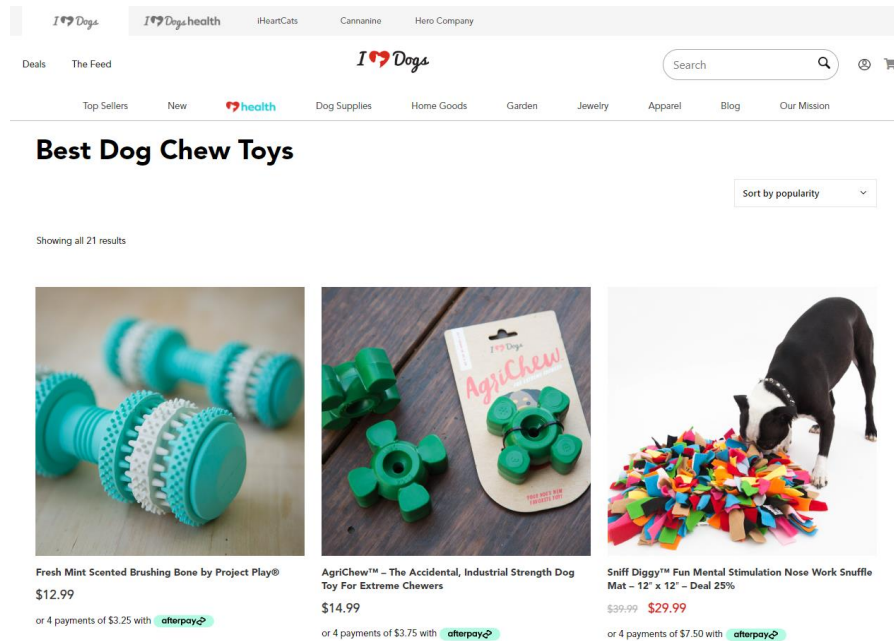 I Dogs
I Dogs health
iHeartCats
Cannanine
Hero Company
Deals
The Feed
I Dogs
Search
Top Sellers
New
health
Dog Supplies
Home Goods
Garden
Jewelry
Apparel
Blog
Our Mission
Best Dog Chew Toys
Sort by popularity
Showing all 21 results
I Dogs
AgriChew
YOUR DOG'S NEW
FAVORITE TOY!
Fresh Mint Scented Brushing Bone by Project Play®
$12.99
or 4 payments of $3.25 with afterpay
AgriChew™ – The Accidental, Industrial Strength Dog
Toy For Extreme Chewers
$14.99
or 4 payments of $3.75 with afterpay
Sniff Diggy™ Fun Mental Stimulation Nose Work Snuffle
Mat – 12" x 12" – Deal 25%
$39.99 $29.99
or 4 payments of $7.50 with afterpay